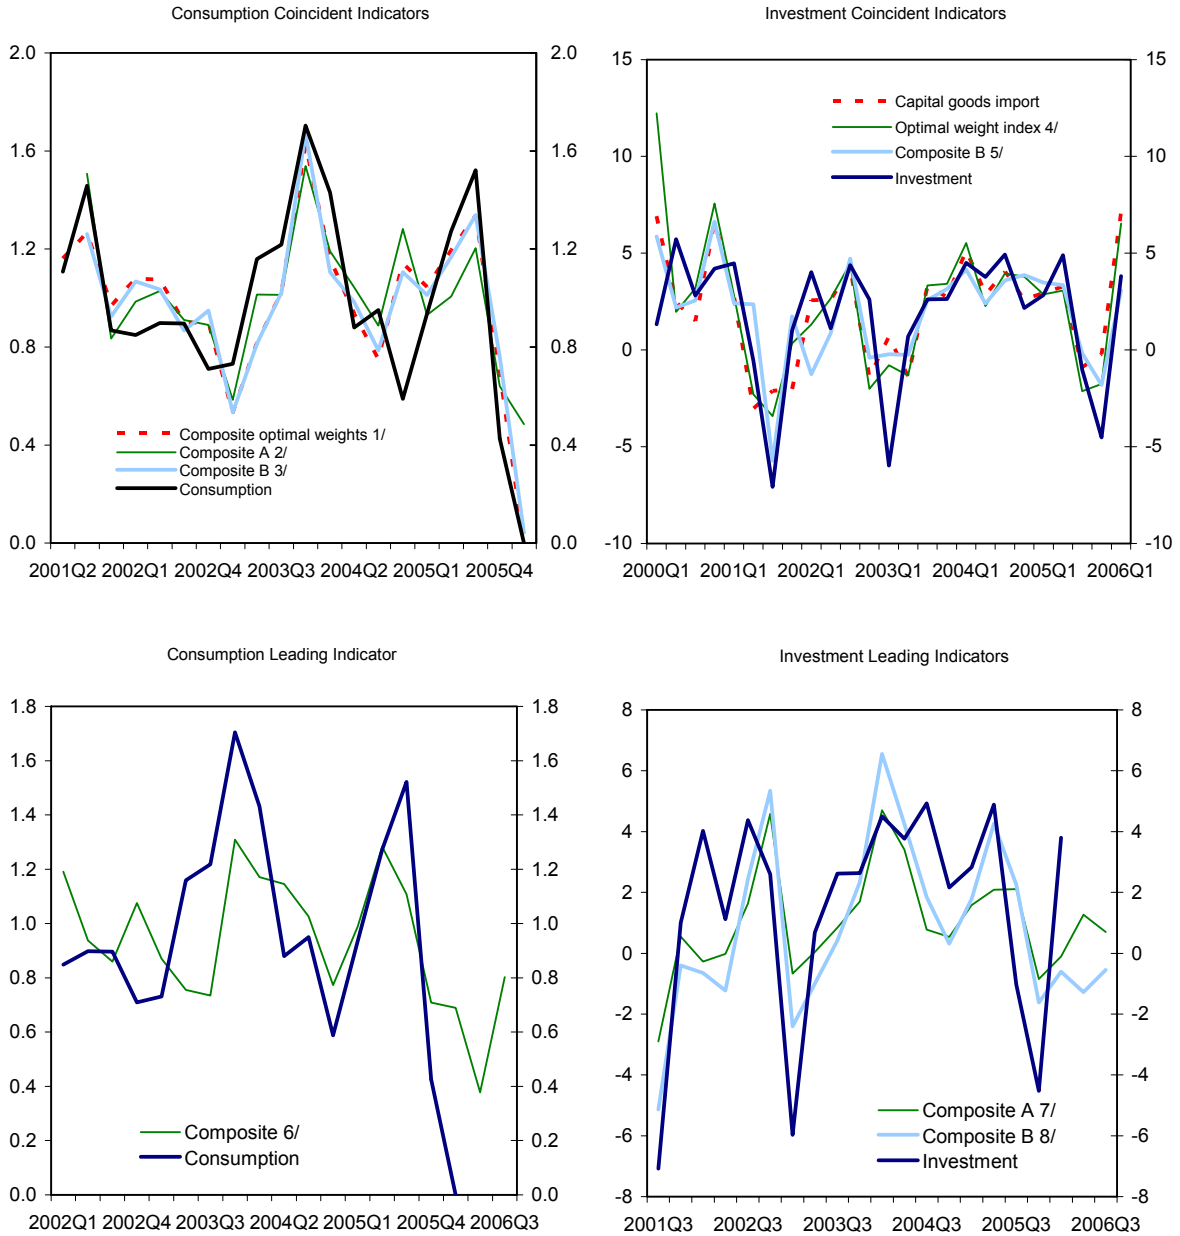 Consumption Coincident Indicators
2.0 2.0
1.6 1.6
1.2 1.2
0.8 0.8
0.4 0.4
0.0 0.0
Composite optimal weights 1/
Composite A 2/
Composite B 3/
Consumption
2001Q2 2002Q1 2002Q4 2003Q3 2004Q2 2005Q1 2005Q4
Investment Coincident Indicators
15 15
10 10
5 5
0 0
-5 -5
-10 -10
Capital goods import
Optimal weight index 4/
Composite B 5/
Investment
2000Q1 2001Q1 2002Q1 2003Q1 2004Q1 2005Q1 2006Q1
Consumption Leading Indicator
1.8 1.8
1.6 1.6
1.4 1.4
1.2 1.2
1.0 1.0
0.8 0.8
0.6 0.6
0.4 0.4
0.2 0.2
0.0 0.0
Composite 6/
Consumption
2002Q1 2002Q4 2003Q3 2004Q2 2005Q1 2005Q4 2006Q3
Investment Leading Indicators
8 8
6 6
4 4
2 2
0 0
-2 -2
-4 -4
-6 -6
-8 -8
Composite A 7/
Composite B 8/
Investment
2001Q3 2002Q3 2003Q3 2004Q3 2005Q3 2006Q3